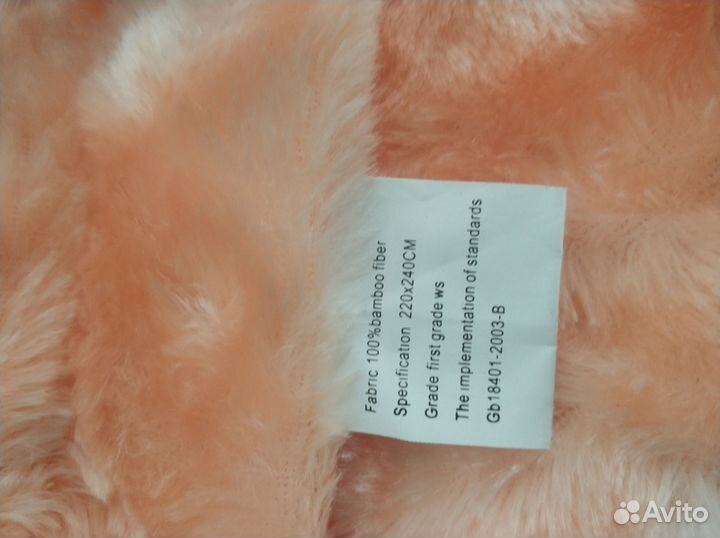 Fabric 100%bamboo fiber
Specification 220x240CM
Grade first grade ws
The implementation of standards
Gb18401-2003-B
Avito